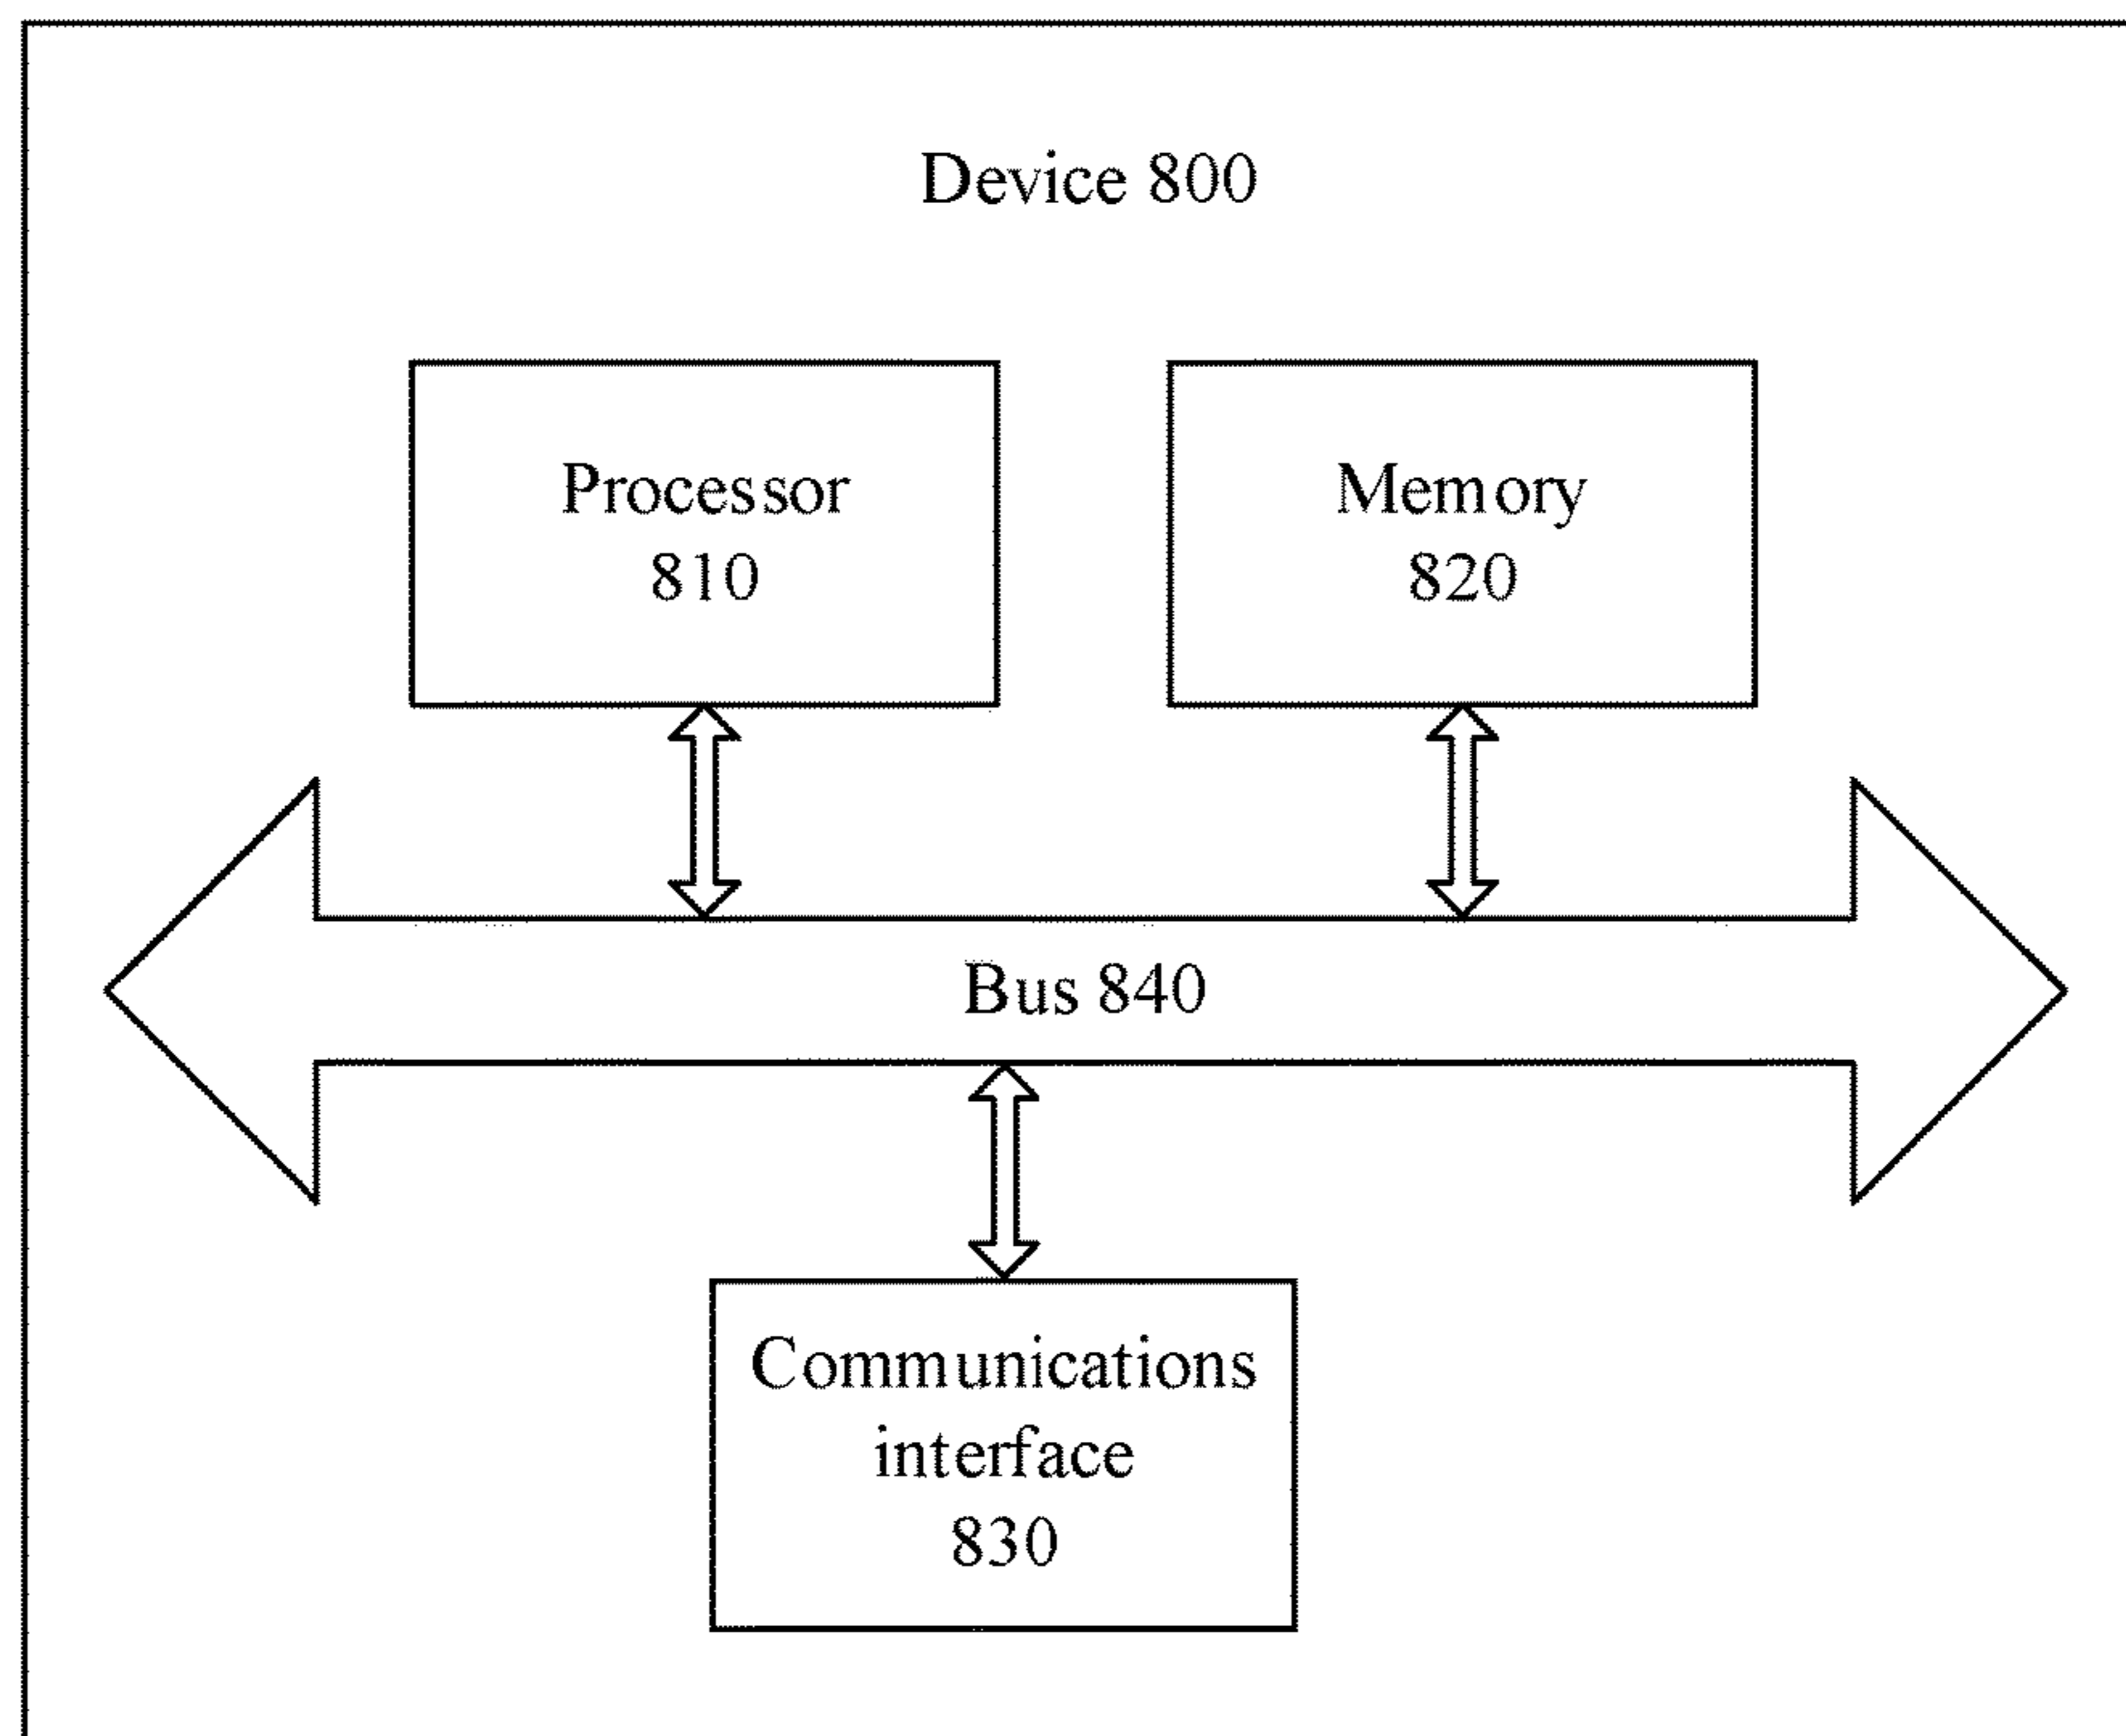 Device 800
Processor
810
Memory
820
Bus 840
Communications
interface
830